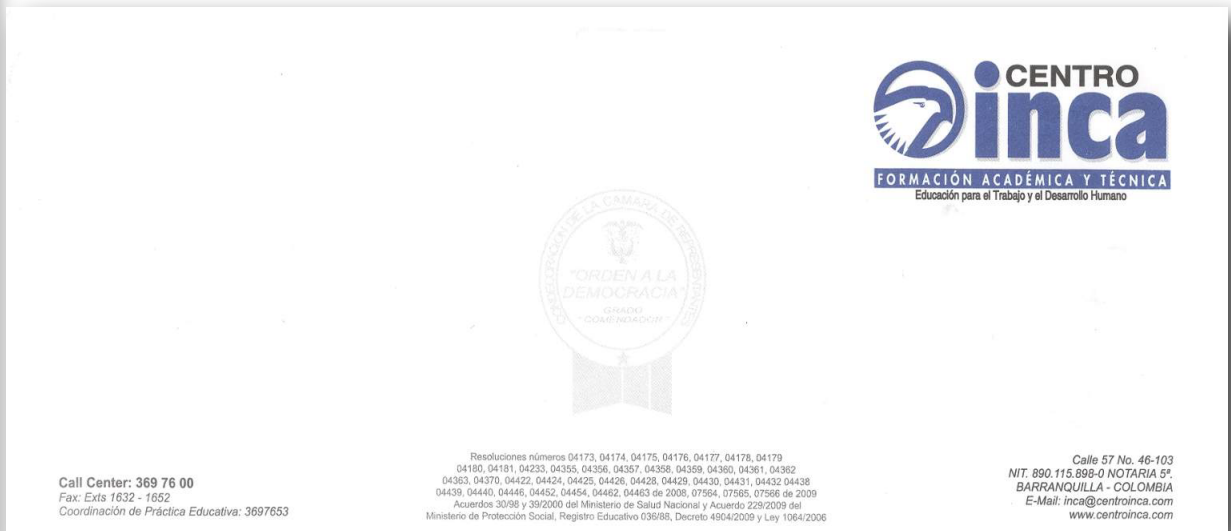 CENTRO
inca
FORMACIÓN ACADÉMICA Y TÉCNICA
Educación para el Trabajo y el Desarrollo Humano
CONDECORACIÓN DE LA CAMARA DE REPRESENTANTES
"ORDEN A LA
DEMOCRACIA"
GRADO
"COMENDADOR"
Call Center: 369 76 00
Fax: Exts 1632 - 1652
Coordinación de Práctica Educativa: 3697653
Resoluciones números 04173, 04174, 04175, 04176, 04177, 04178, 04179
04180, 04181, 04233, 04355, 04356, 04357, 04358, 04359, 04360, 04361, 04362
04363, 04370, 04422, 04424, 04425, 04426, 04428, 04429, 04430, 04431, 04432 04438
04439, 04440, 04446, 04452, 04454, 04462, 04463 de 2008, 07564, 07565, 07566 de 2009
Acuerdos 30/98 y 39/2000 del Ministerio de Salud Nacional y Acuerdo 229/2009 del
Ministerio de Protección Social, Registro Educativo 036/88, Decreto 4904/2009 y Ley 1064/2006
Calle 57 No. 46-103
NIT. 890.115.898-0 NOTARIA 5ª.
BARRANQUILLA - COLOMBIA
E-Mail: inca@centroinca.com
www.centroinca.com